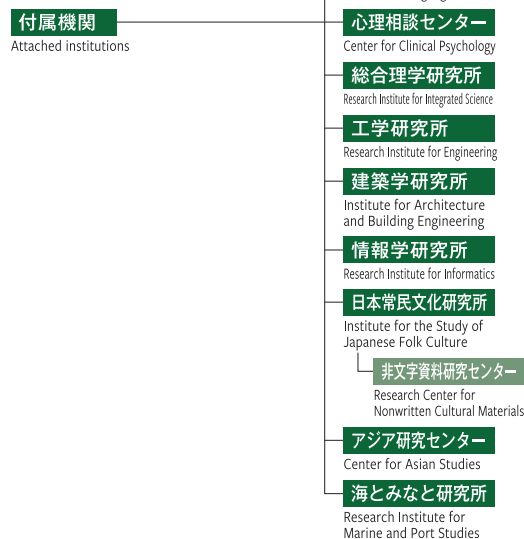 付属機関
Attached institutions
心理相談センター
Center for Clinical Psychology
総合理学研究所
Research Institute for Integrated Science
工学研究所
Research Institute for Engineering
建築学研究所
Institute for Architecture
and Building Engineering
情報学研究所
Research Institute for Informatics
日本常民文化研究所
Institute for the Study of
Japanese Folk Culture
非文字資料研究センター
Research Center for
Nonwritten Cultural Materials
アジア研究センター
Center for Asian Studies
海とみなと研究所
Research Institute for
Marine and Port Studies